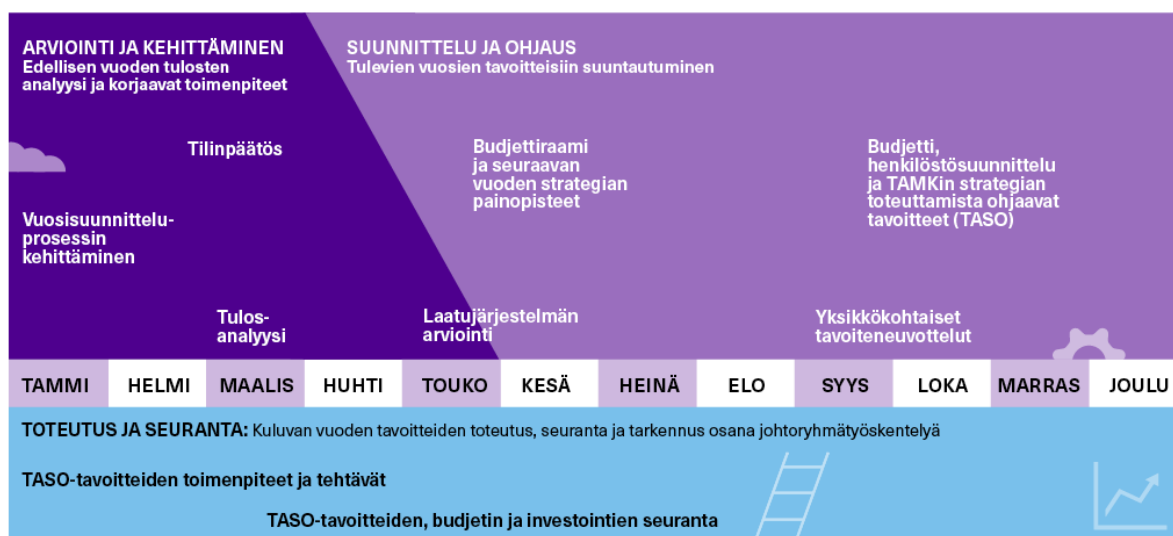 ARVIOINTI JA KEHITTÄMINEN
Edellisen vuoden tulosten
analyysi ja korjaavat toimenpiteet
SUUNNITTELU JA OHJAUS
Tulevien vuosien tavoitteisiin suuntautuminen
Tilinpäätös
Budjettiraami
ja seuraavan
vuoden strategian
painopisteet
Budjetti,
henkilöstösuunnittelu
ja TAMKin strategian
toteuttamista ohjaavat
tavoitteet (TASO)
Vuosisuunnittelu-
prosessin
kehittäminen
Tulos-
analyysi
Laatujärjestelmän
arviointi
Yksikkökohtaiset
tavoiteneuvottelut
TAMMI HELMI MAALIS HUHTI TOUKO KESÄ HEINÄ ELO SYYS LOKA MARRAS JOULU
TOTEUTUS JA SEURANTA: Kuluvan vuoden tavoitteiden toteutus, seuranta ja tarkennus osana johtoryhmätyöskentelyä
TASO-tavoitteiden toimenpiteet ja tehtävät
TASO-tavoitteiden, budjetin ja investointien seuranta